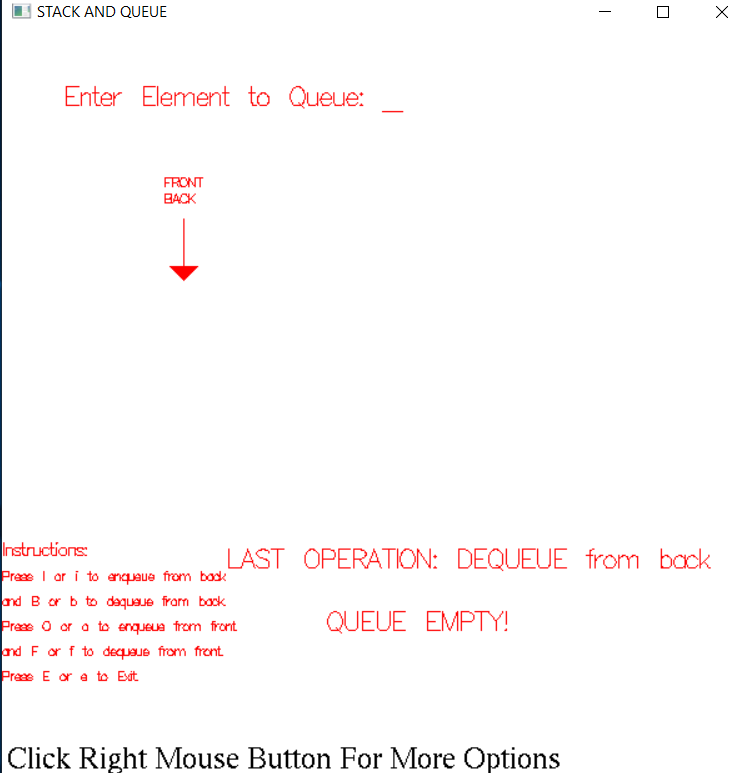 STACK AND QUEUE
Enter Element to Queue: _
FRONT
BACK
Instructions:
Press I or i to enqueue from back
and B or b to dequeue from back
Press O or o to enqueue from front
and F or f to dequeue from front
Press E or e to Exit
LAST OPERATION: DEQUEUE from back
QUEUE EMPTY!
Click Right Mouse Button For More Options